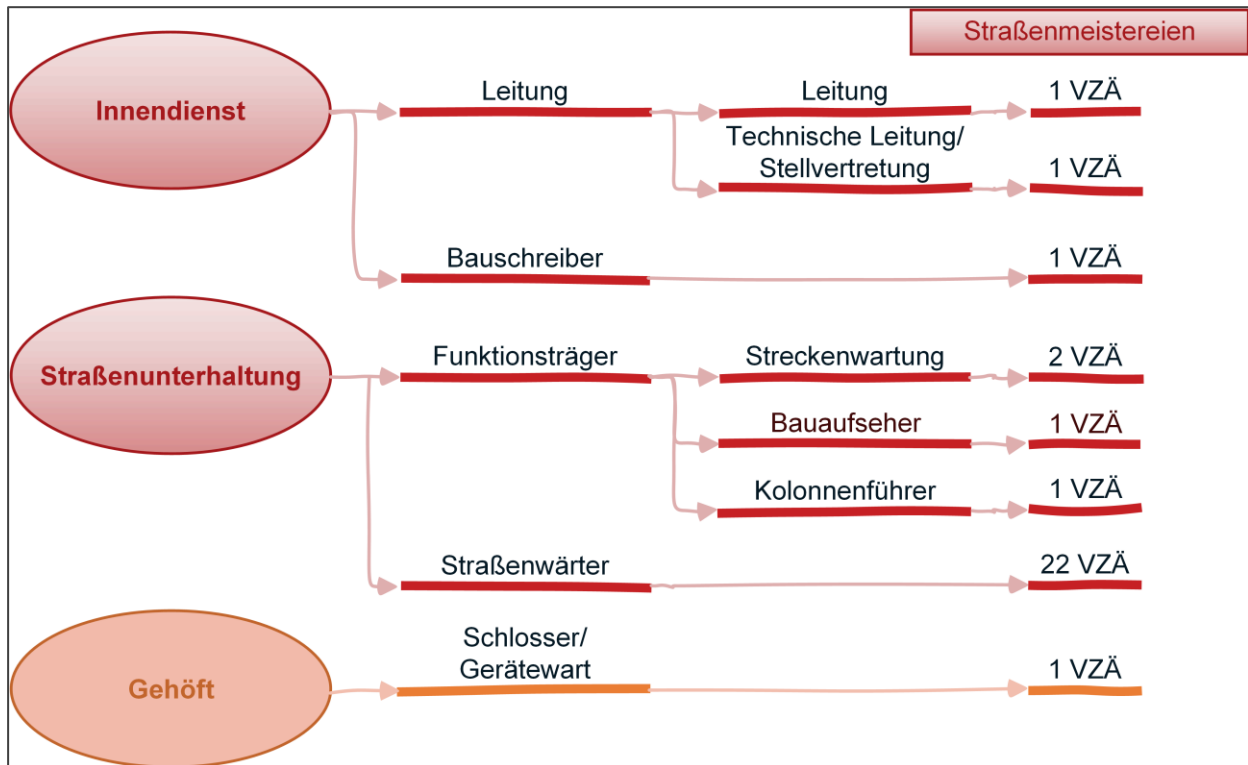 Straßenmeistereien
Innendienst
Leitung
Leitung
1 VZÄ
Technische Leitung/
Stellvertretung
1 VZÄ
Bauschreiber
1 VZÄ
Straßenunterhaltung
Funktionsträger
Streckenwartung
2 VZÄ
Bauaufseher
1 VZÄ
Kolonnenführer
1 VZÄ
Straßenwärter
22 VZÄ
Gehöft
Schlosser/
Gerätewart
1 VZÄ